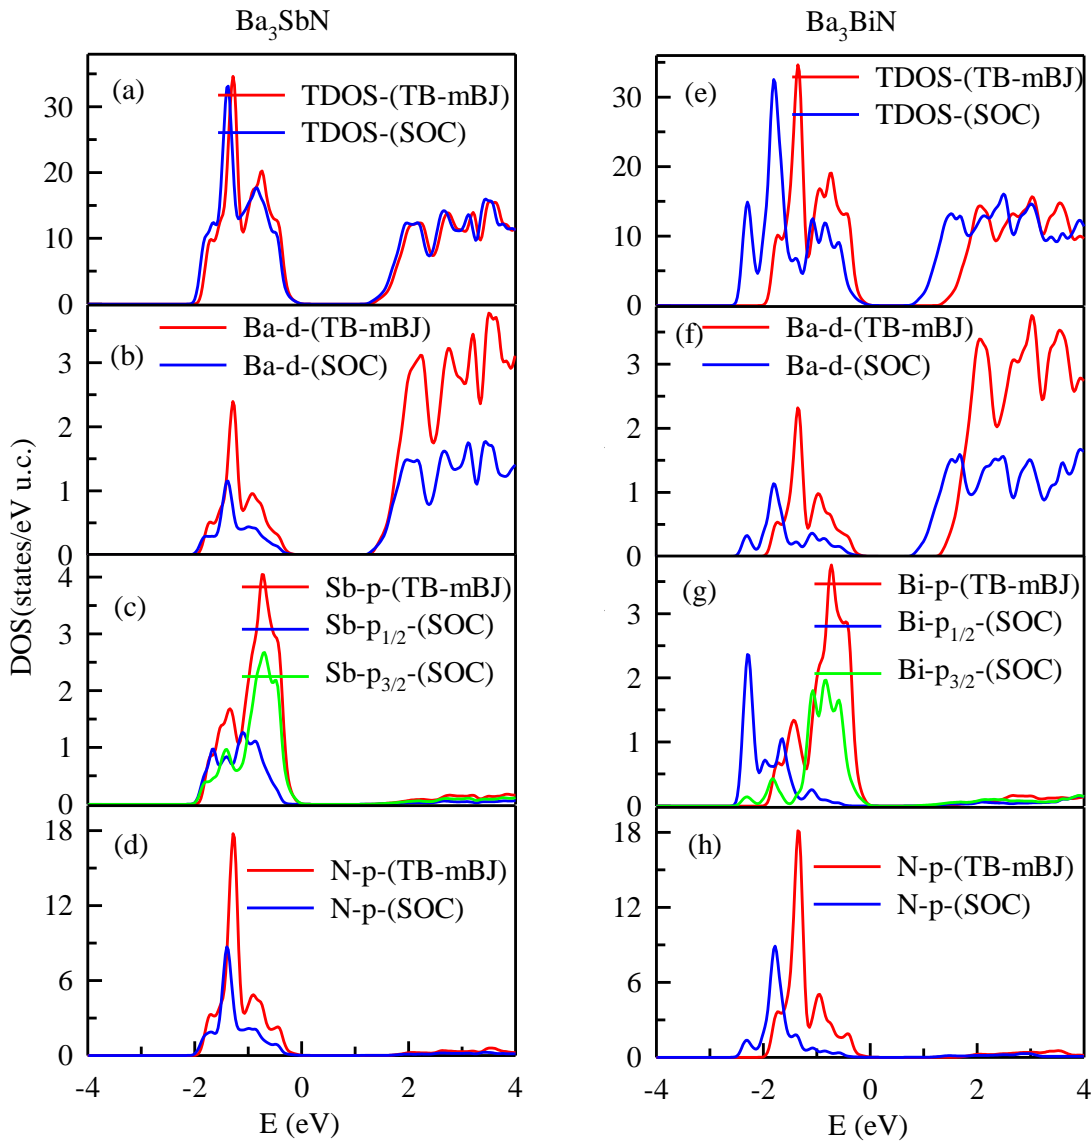 Ba₃SbN
Ba₃BiN
DOS(states/eV u.c.)
(a)
TDOS-(TB-mBJ)
TDOS-(SOC)
30
20
10
0
(b)
Ba-d-(TB-mBJ)
Ba-d-(SOC)
3
2
1
0
(c)
Sb-p-(TB-mBJ)
Sb-p₁/₂-(SOC)
Sb-p₃/₂-(SOC)
4
3
2
1
0
(d)
N-p-(TB-mBJ)
N-p-(SOC)
18
12
6
0
-4 -2 0 2 4
E (eV)
(e)
TDOS-(TB-mBJ)
TDOS-(SOC)
30
20
10
0
(f)
Ba-d-(TB-mBJ)
Ba-d-(SOC)
3
2
1
0
(g)
Bi-p-(TB-mBJ)
Bi-p₁/₂-(SOC)
Bi-p₃/₂-(SOC)
3
2
1
0
(h)
N-p-(TB-mBJ)
N-p-(SOC)
18
12
6
0
-4 -2 0 2 4
E (eV)